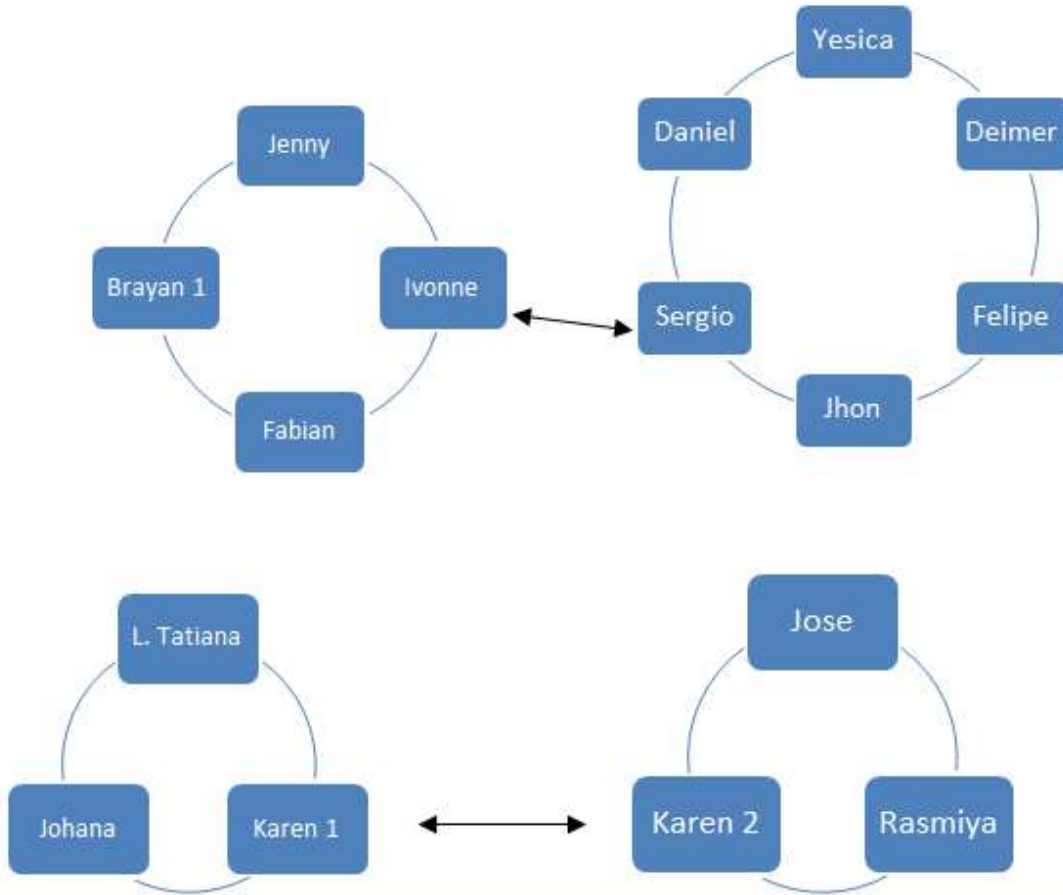 Yesica
Daniel
Deimer
Jenny
Brayan 1
Ivonne
Sergio
Felipe
Jhon
Fabian
L. Tatiana
Jose
Johana
Karen 1
Karen 2
Rasmiya